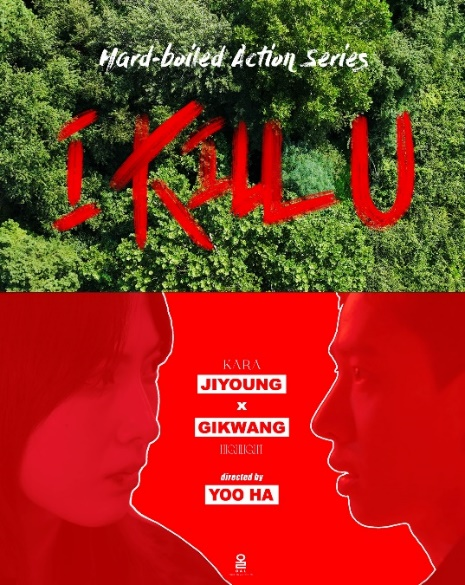 Hard-boiled Action Series
I KILL U
KARA
JIYOUNG
x
GIKWANG
HIGHLIGHT
directed by
YOO HA